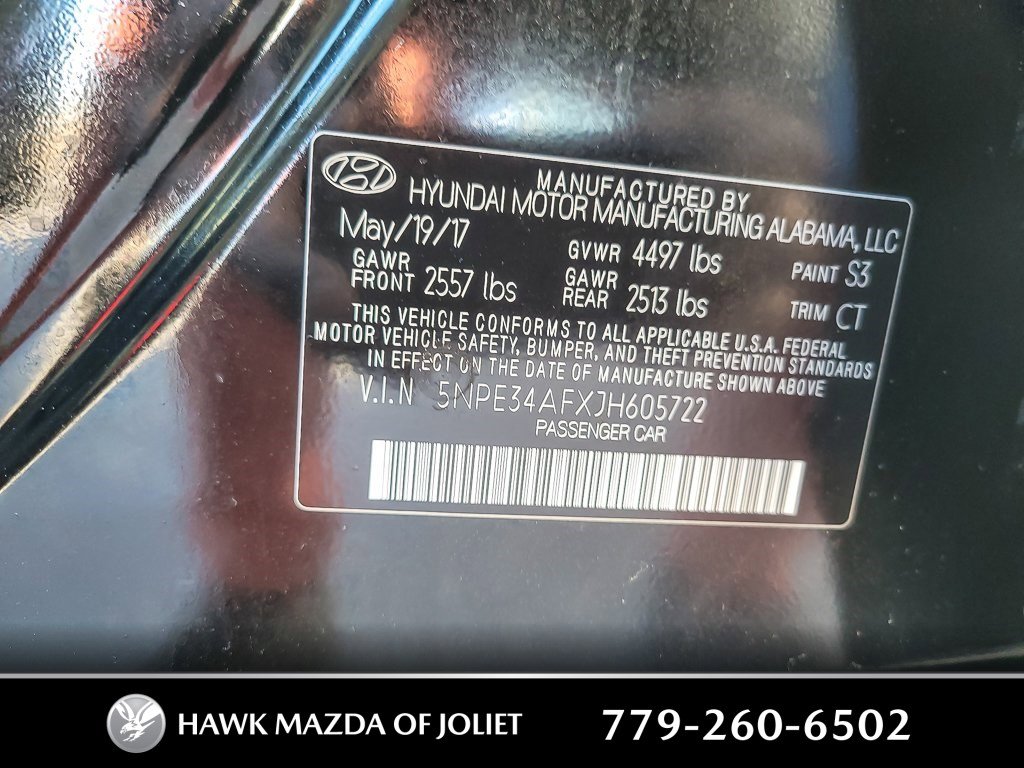 MANUFACTURED BY
HYUNDAI MOTOR MANUFACTURING ALABAMA, LLC
May/19/17 GVWR 4497 lbs PAINT S3
GAWR FRONT 2557 lbs GAWR REAR 2513 lbs TRIM CT
THIS VEHICLE CONFORMS TO ALL APPLICABLE U.S.A. FEDERAL
MOTOR VEHICLE SAFETY, BUMPER, AND THEFT PREVENTION STANDARDS
IN EFFECT ON THE DATE OF MANUFACTURE SHOWN ABOVE
V.I.N 5NPE34AFXJH605722
PASSENGER CAR
HAWK MAZDA OF JOLIET 779-260-6502